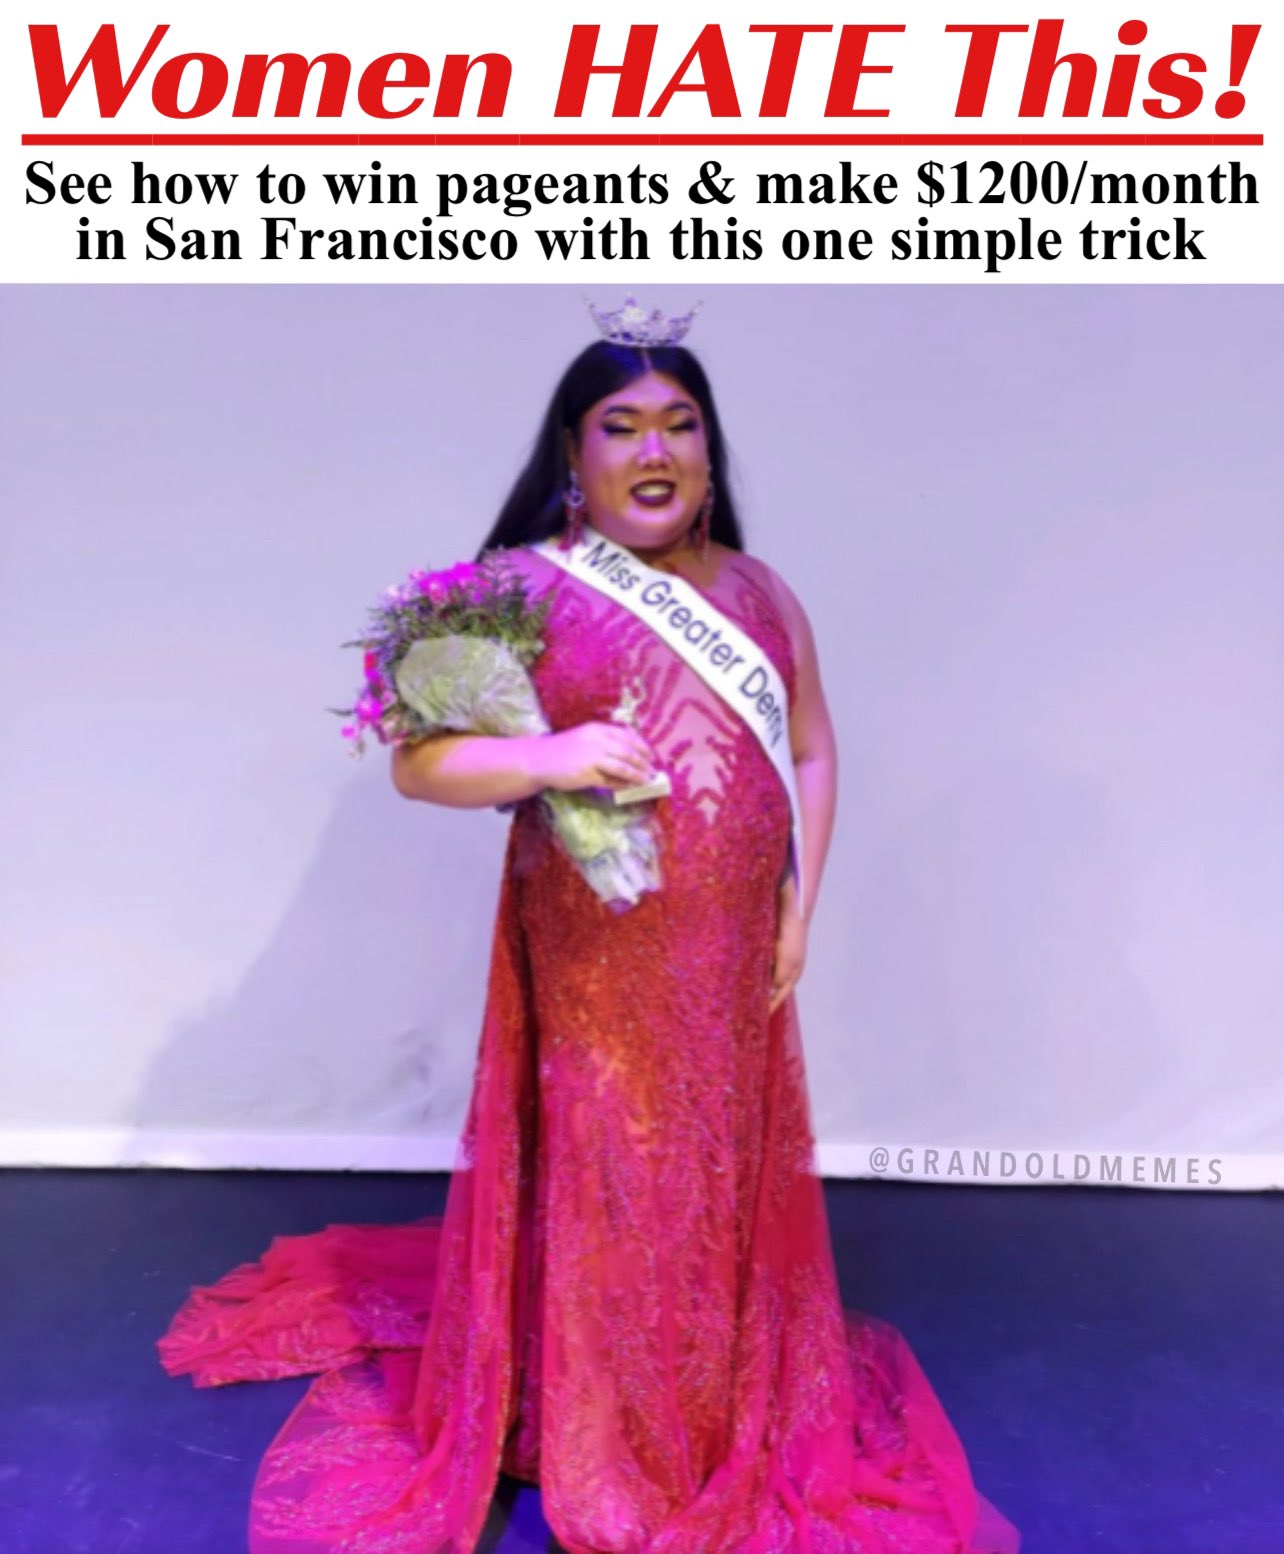 Women HATE This!
See how to win pageants & make $1200/month
in San Francisco with this one simple trick
Miss Greater Derry
@GRANDOLDMEMES